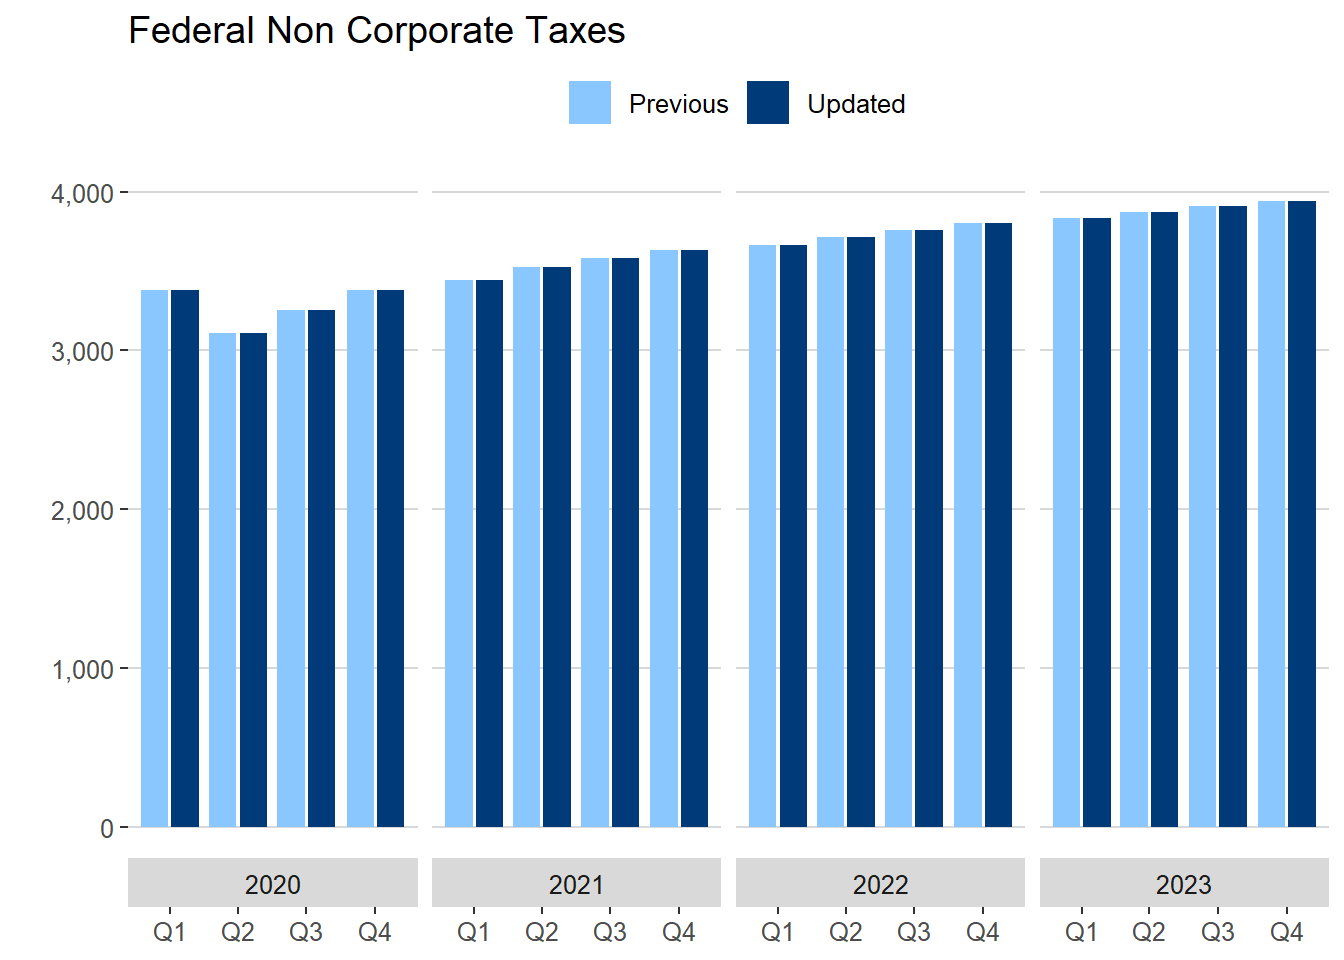 Federal Non Corporate Taxes
Previous Updated
4,000
3,000
2,000
1,000
0
2020 2021 2022 2023
Q1 Q2 Q3 Q4 Q1 Q2 Q3 Q4 Q1 Q2 Q3 Q4 Q1 Q2 Q3 Q4